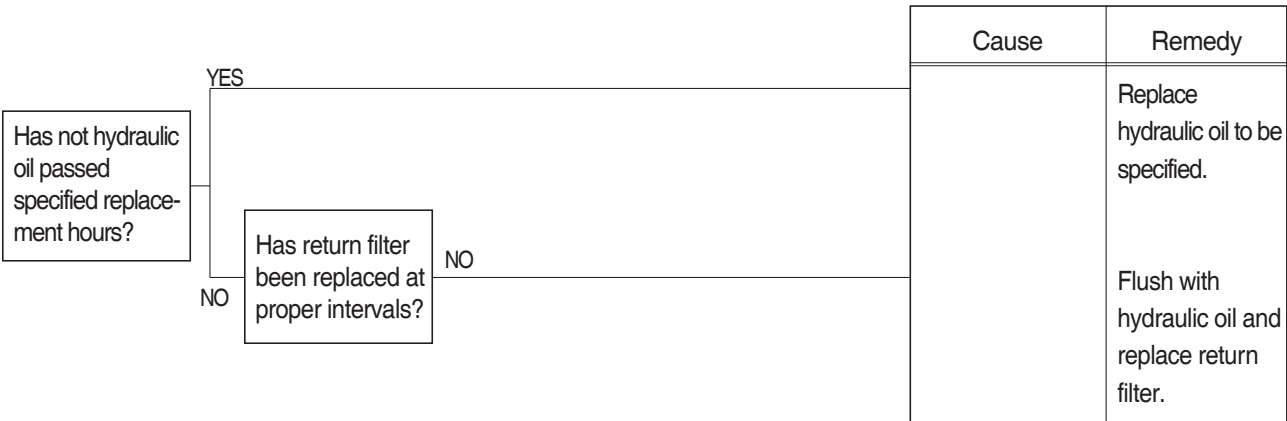 Cause
Remedy
YES
Replace
hydraulic oil to be
specified.
Has not hydraulic
oil passed
specified replace-
ment hours?
Has return filter
been replaced at
proper intervals?
NO
NO
Flush with
hydraulic oil and
replace return
filter.